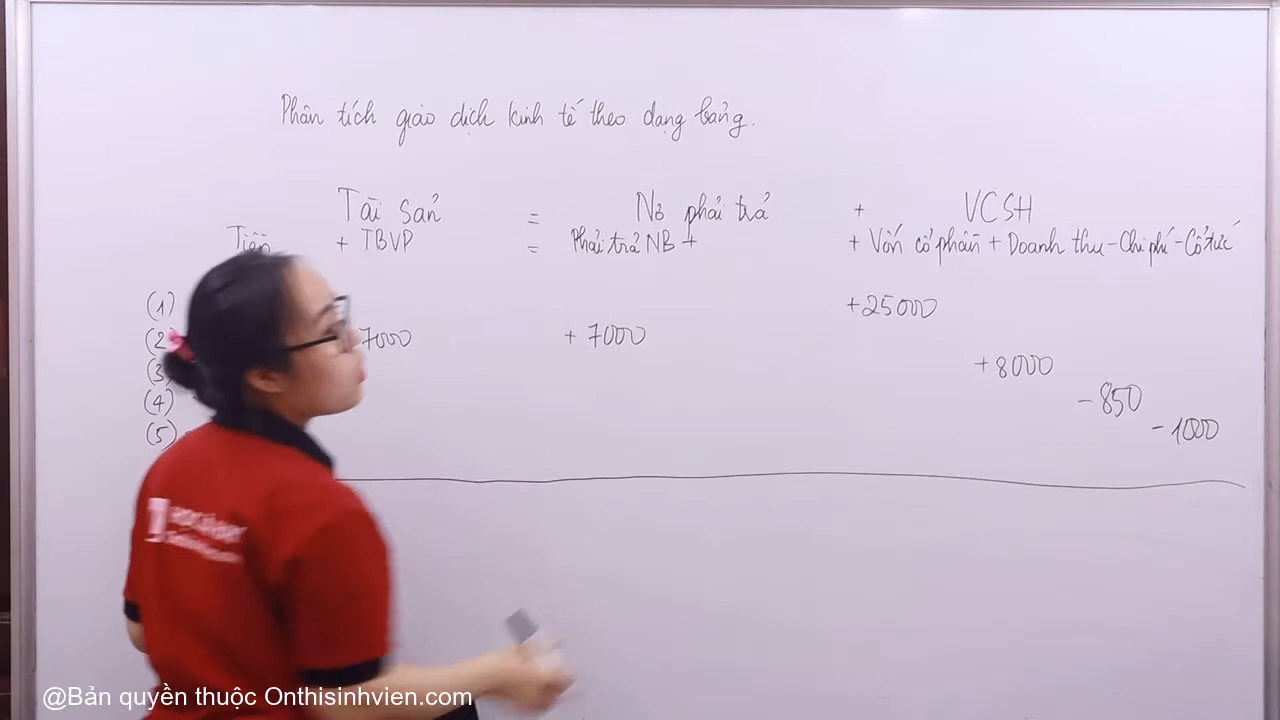 Phân tích giao dịch kinh tế theo dạng bảng.
Tài sản = Nợ phải trả + VCSH
Tiền + TBVP = Phải trả NB + + Vốn cổ phần + Doanh thu - Chi phí - Cổ tức
(1) +25000
(2 7000 + 7000
(3) +8000
(4) - 850
(5) - 1000
@Bản quyền thuộc Onthisinhvien.com